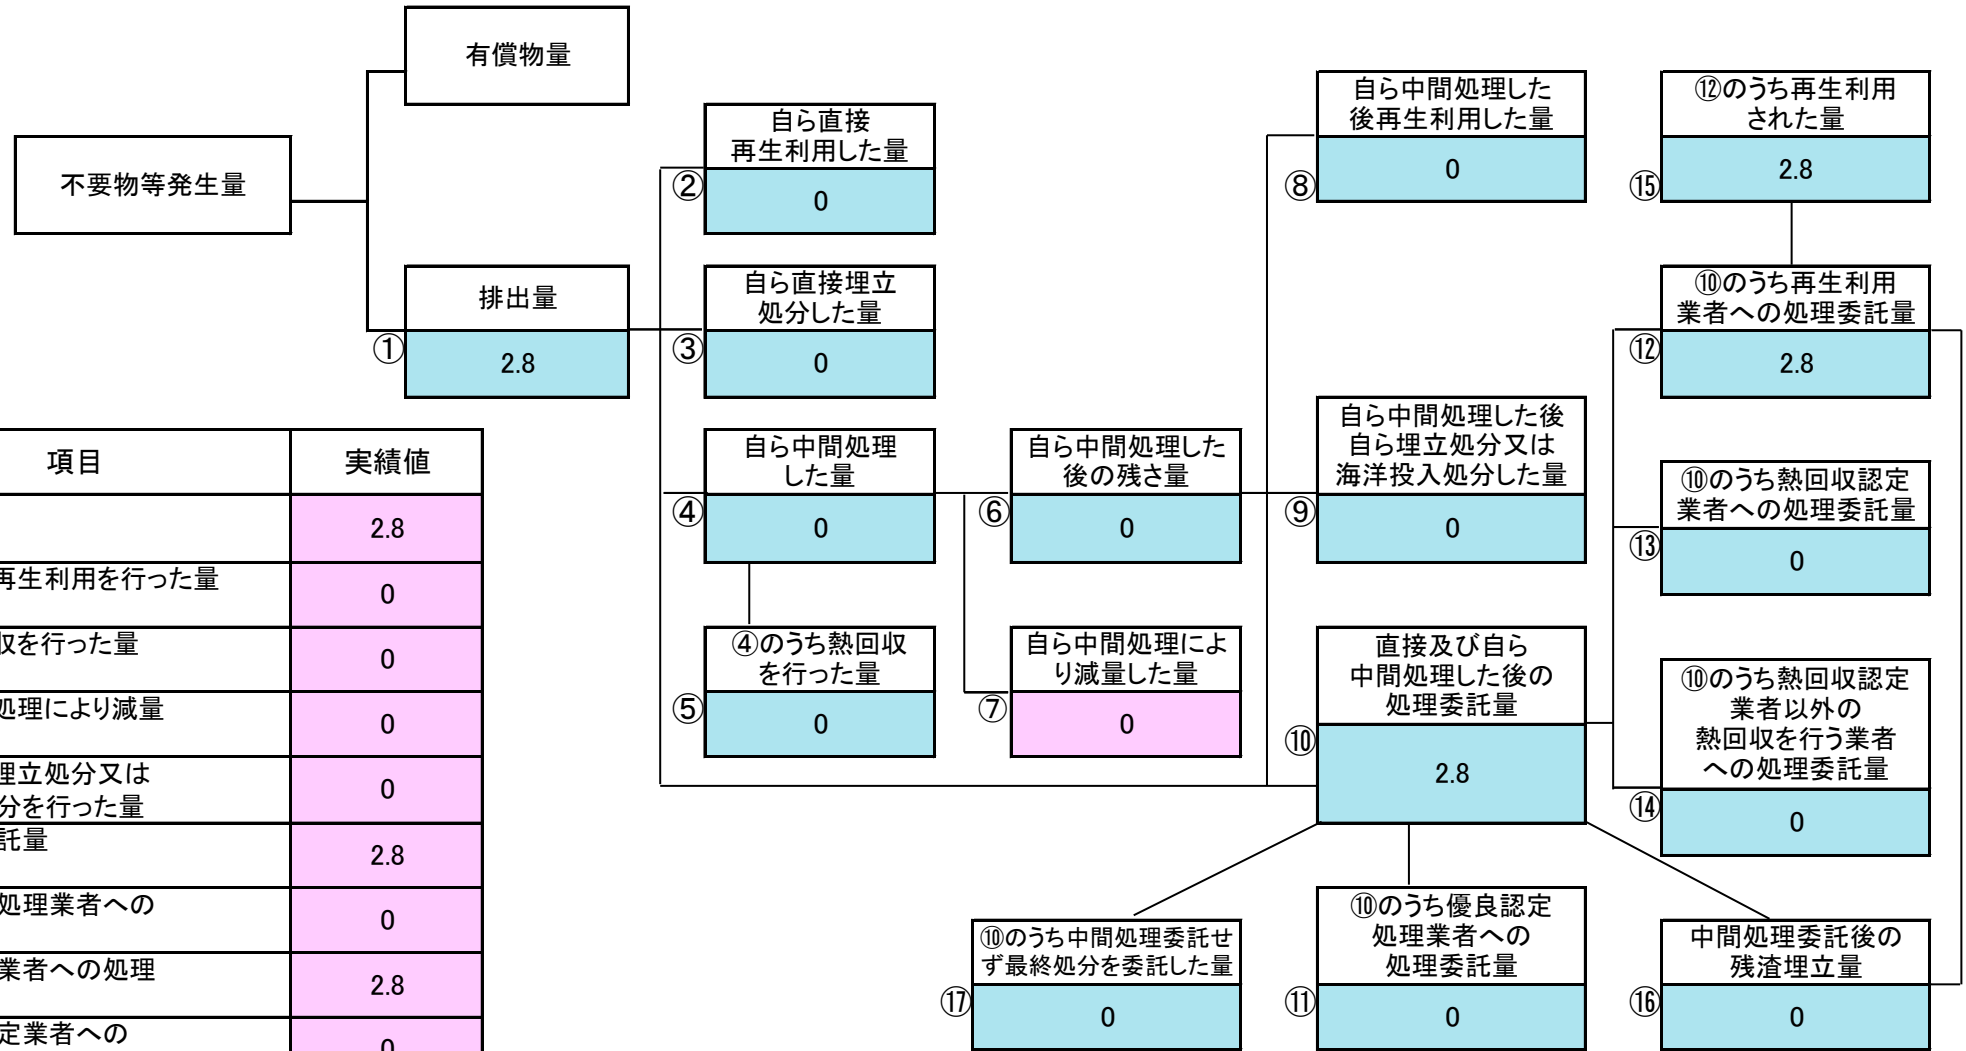 有償物量
不要物等発生量
排出量
①
2.8
自ら直接
再生利用した量
②
0
自ら直接埋立
処分した量
③
0
自ら中間処理
した量
④
0
④のうち熱回収
を行った量
⑤
0
自ら中間処理した
後の残さ量
⑥
0
自ら中間処理によ
り減量した量
⑦
0
自ら中間処理した
後再生利用した量
⑧
0
自ら中間処理した後
自ら埋立処分又は
海洋投入処分した量
⑨
0
直接及び自ら
中間処理した後の
処理委託量
⑩
2.8
⑫のうち再生利用
された量
⑮
2.8
⑩のうち再生利用
業者への処理委託量
⑫
2.8
⑩のうち熱回収認定
業者への処理委託量
⑬
0
⑩のうち熱回収認定
業者以外の
熱回収を行う業者
への処理委託量
⑭
0
⑩のうち中間処理委託せ
ず最終処分を委託した量
⑰
0
⑩のうち優良認定
処理業者への
処理委託量
⑪
0
中間処理委託後の
残渣埋立量
⑯
0
項目 実績値
2.8
再生利用を行った量
0
収を行った量
0
処理により減量
0
埋立処分又は
分を行った量
0
託量
2.8
処理業者への
0
業者への処理
2.8
定業者への
0